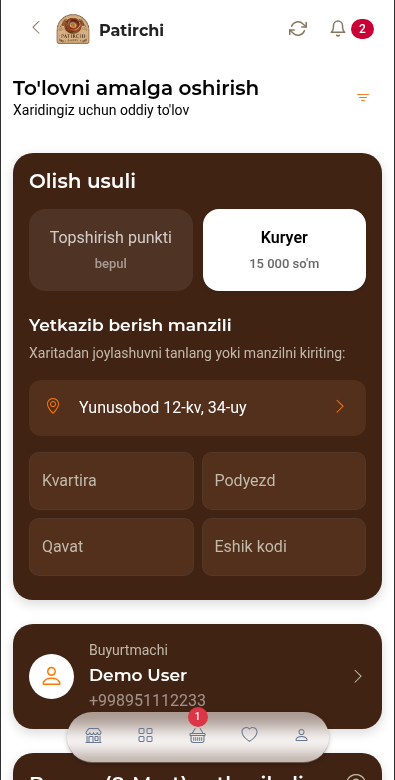 Patirchi
2
To'lovni amalga oshirish
Xaridingiz uchun oddiy to'lov
Olish usuli
Topshirish punkti
bepul
Kuryer
15 000 so'm
Yetkazib berish manzili
Xaritadan joylashuvni tanlang yoki manzilni kiriting:
Yunusobod 12-kv, 34-uy
Kvartira
Podyezd
Qavat
Eshik kodi
Buyurtmachi
Demo User
+998951112233
1